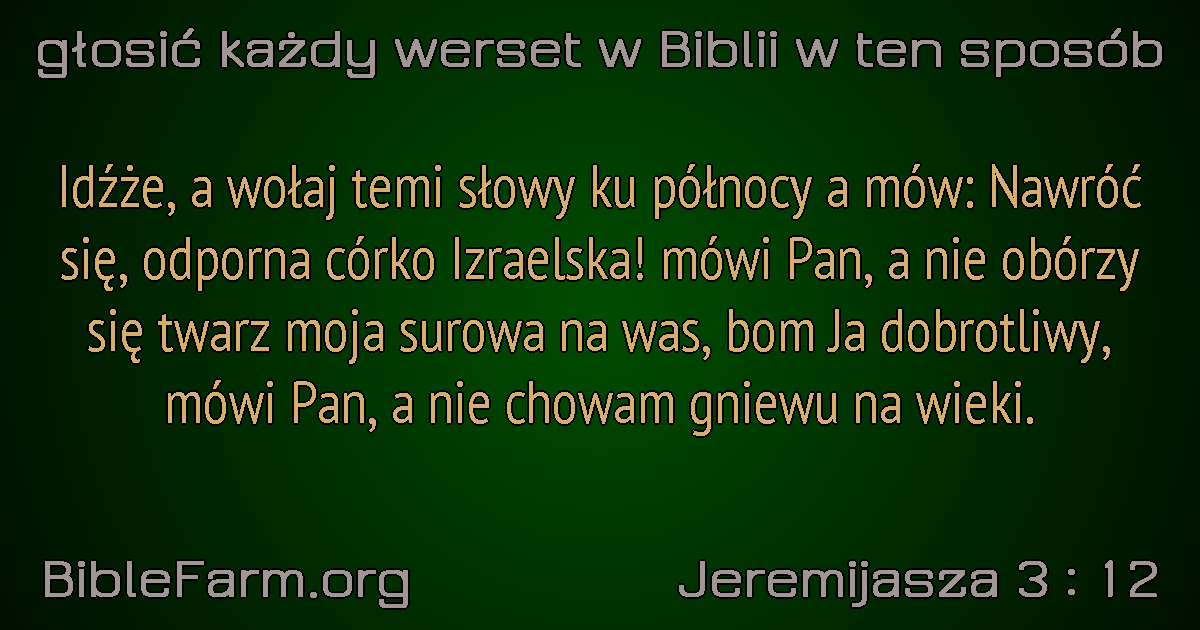 głosić każdy werset w Biblii w ten sposób
Idźże, a wołaj temi słowy ku północy a mów: Nawróć
się, odporna córko Izraelska! mówi Pan, a nie obórzy
się twarz moja surowa na was, bom Ja dobrotliwy,
mówi Pan, a nie chowam gniewu na wieki.
BibleFarm.org
Jeremijasza 3 : 12